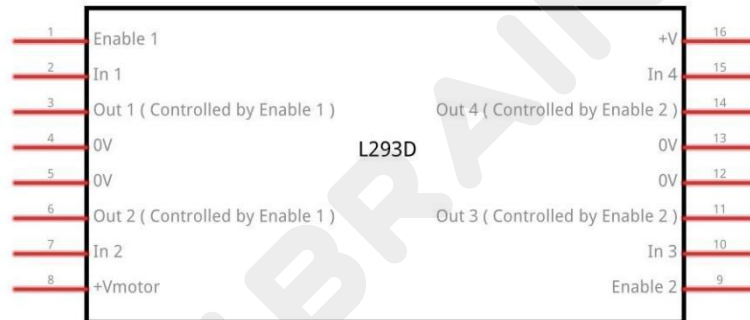 1 Enable 1 +V 16
2 In 1 In 4 15
3 Out 1 ( Controlled by Enable 1 ) Out 4 ( Controlled by Enable 2 ) 14
4 0V 0V 13
L293D
5 0V 0V 12
6 Out 2 ( Controlled by Enable 1 ) Out 3 ( Controlled by Enable 2 ) 11
7 In 2 In 3 10
8 +Vmotor Enable 2 9
IBRAI